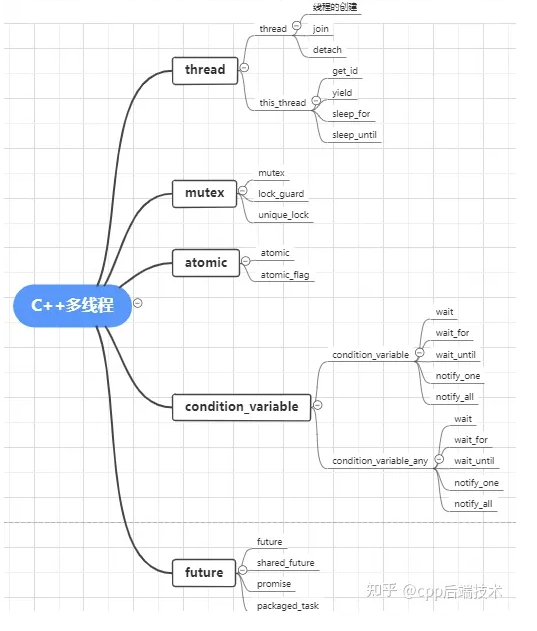 C++多线程
thread
thread
线程的创建
join
detach
this_thread
get_id
yield
sleep_for
sleep_until
mutex
mutex
lock_guard
unique_lock
atomic
atomic
atomic_flag
condition_variable
condition_variable
wait
wait_for
wait_until
notify_one
notify_all
condition_variable_any
wait
wait_for
wait_until
notify_one
notify_all
future
future
shared_future
promise
packaged_task
知乎 @cpp后端技术